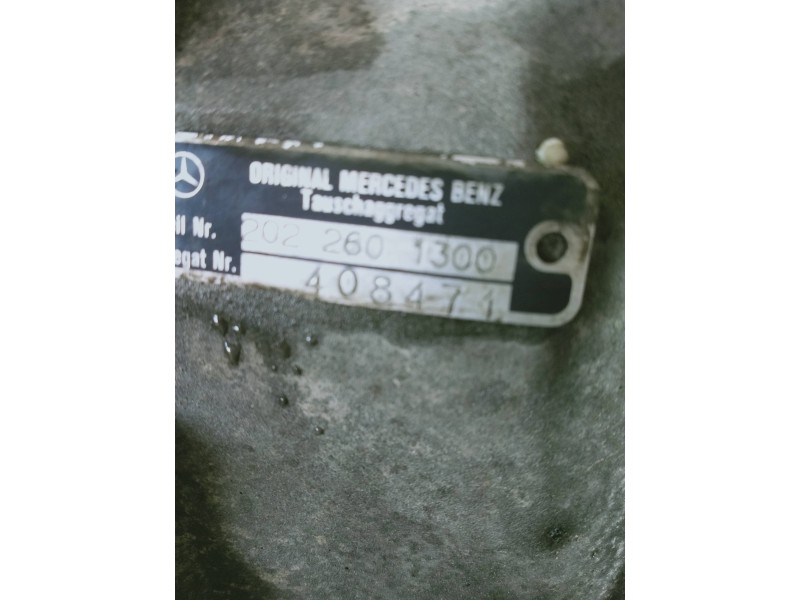 ORIGINAL MERCEDES BENZ
Tauschaggregat
ll Nr. 202 260 1300
egat Nr. 408471